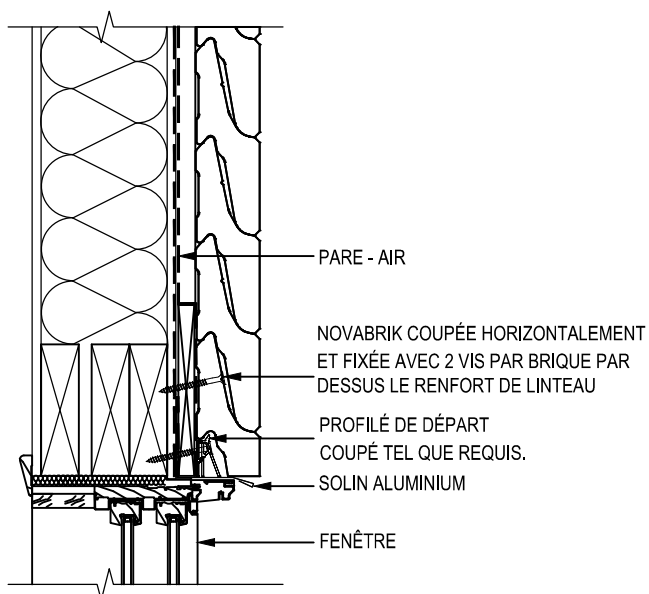 PARE - AIR
NOVABRIK COUPÉE HORIZONTALEMENT
ET FIXÉE AVEC 2 VIS PAR BRIQUE PAR
DESSUS LE RENFORT DE LINTEAU
PROFILÉ DE DÉPART
COUPÉ TEL QUE REQUIS.
SOLIN ALUMINIUM
FENÊTRE